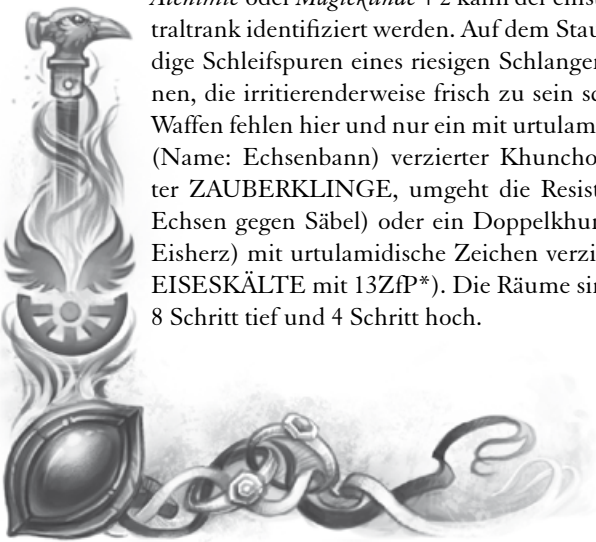 Alchimie oder Magiekunde +2 kann der einst
traltrank identifiziert werden. Auf dem Stau
dige Schleifspuren eines riesigen Schlangen
nen, die irritierenderweise frisch zu sein sc
Waffen fehlen hier und nur ein mit urtulam
(Name: Echsenbann) verzierter Khuncho
ter ZAUBERKLINGE, umgeht die Resist
Echsen gegen Säbel) oder ein Doppelkhun
Eisherz) mit urtulamidische Zeichen verzi
EISESKÄLTE mit 13ZfP*). Die Räume sin
8 Schritt tief und 4 Schritt hoch.